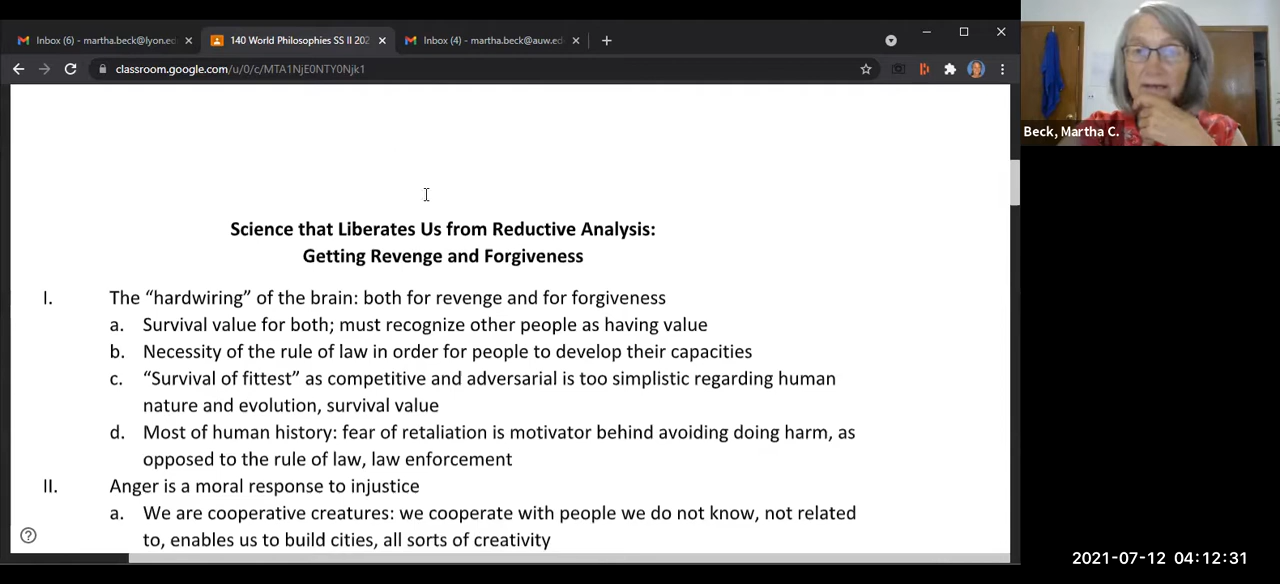 Inbox (6) - martha.beck@lyon.ed
140 World Philosophies SS II 202
Inbox (4) - martha.beck@auw.ed
classroom.google.com/u/0/c/MTA1NjE0NTY0Njk1
Beck, Martha C.
Science that Liberates Us from Reductive Analysis:
Getting Revenge and Forgiveness
I. The “hardwiring” of the brain: both for revenge and for forgiveness
a. Survival value for both; must recognize other people as having value
b. Necessity of the rule of law in order for people to develop their capacities
c. “Survival of fittest” as competitive and adversarial is too simplistic regarding human
nature and evolution, survival value
d. Most of human history: fear of retaliation is motivator behind avoiding doing harm, as
opposed to the rule of law, law enforcement
II. Anger is a moral response to injustice
a. We are cooperative creatures: we cooperate with people we do not know, not related
to, enables us to build cities, all sorts of creativity
2021-07-12 04:12:31